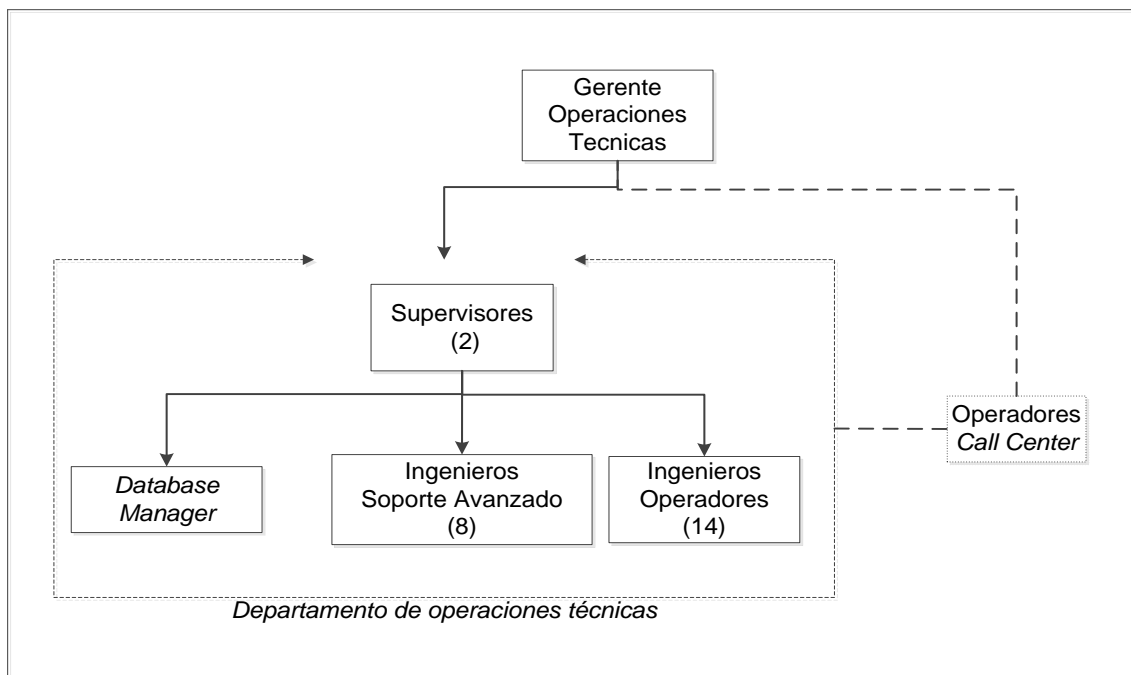 Gerente
Operaciones
Tecnicas
Supervisores
(2)
Operadores
Call Center
Database
Manager
Ingenieros
Soporte Avanzado
(8)
Ingenieros
Operadores
(14)
Departamento de operaciones técnicas